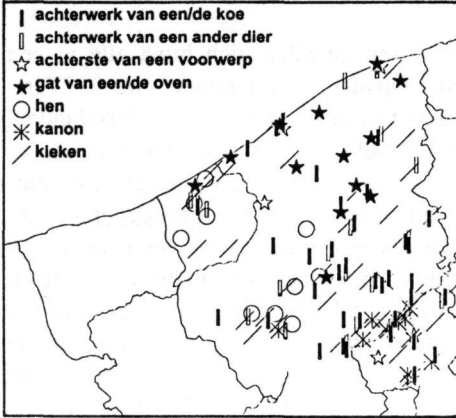 achterwerk van een/de koe
achterwerk van een ander dier
achterste van een voorwerp
gat van een/de oven
hen
kanon
kieken